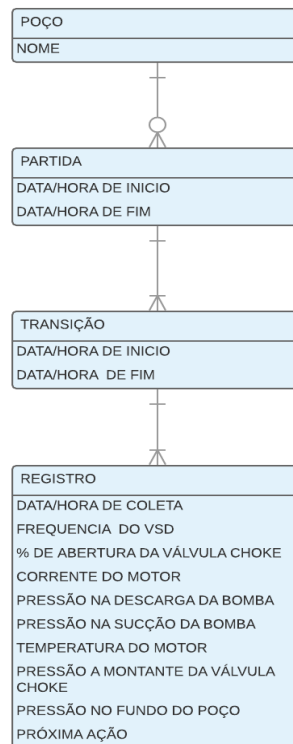 POÇO
NOME
PARTIDA
DATA/HORA DE INICIO
DATA/HORA DE FIM
TRANSIÇÃO
DATA/HORA DE INICIO
DATA/HORA DE FIM
REGISTRO
DATA/HORA DE COLETA
FREQUENCIA DO VSD
% DE ABERTURA DA VÁLVULA CHOKE
CORRENTE DO MOTOR
PRESSÃO NA DESCARGA DA BOMBA
PRESSÃO NA SUCÇÃO DA BOMBA
TEMPERATURA DO MOTOR
PRESSÃO A MONTANTE DA VÁLVULA
CHOKE
PRESSÃO NO FUNDO DO POÇO
PRÓXIMA AÇÃO